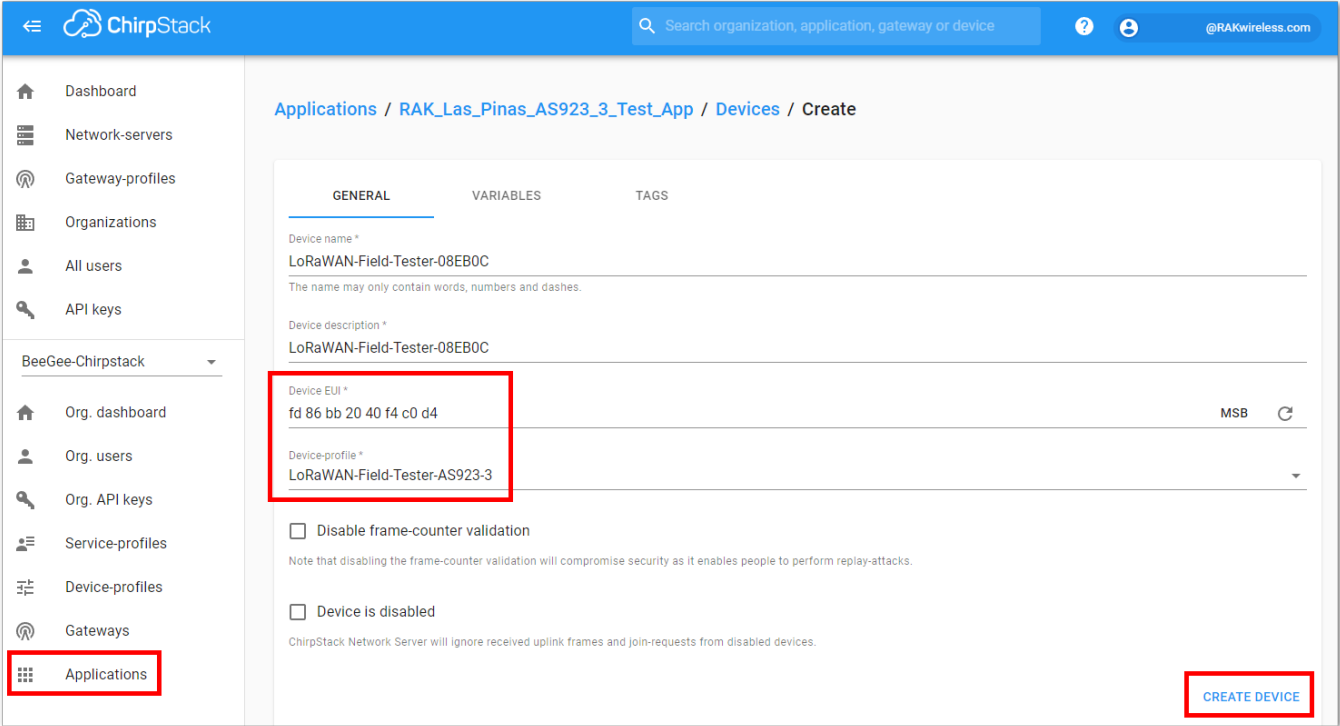 ChirpStack
Search organization, application, gateway or device
?
@RAKwireless.com
Dashboard
Network-servers
Gateway-profiles
Organizations
All users
API keys
BeeGee-Chirpstack
Org. dashboard
Org. users
Org. API keys
Service-profiles
Device-profiles
Gateways
Applications
Applications / RAK_Las_Pinas_AS923_3_Test_App / Devices / Create
GENERAL VARIABLES TAGS
Device name *
LoRaWAN-Field-Tester-08EB0C
The name may only contain words, numbers and dashes.
Device description *
LoRaWAN-Field-Tester-08EB0C
Device EUI *
fd 86 bb 20 40 f4 c0 d4 MSB
Device-profile *
LoRaWAN-Field-Tester-AS923-3
Disable frame-counter validation
Note that disabling the frame-counter validation will compromise security as it enables people to perform replay-attacks.
Device is disabled
ChirpStack Network Server will ignore received uplink frames and join-requests from disabled devices.
CREATE DEVICE